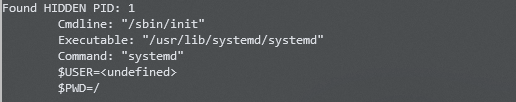 Found HIDDEN PID: 1
Cmdline: "/sbin/init"
Executable: "/usr/lib/systemd/systemd"
Command: "systemd"
$USER=<undefined>
$PWD=/